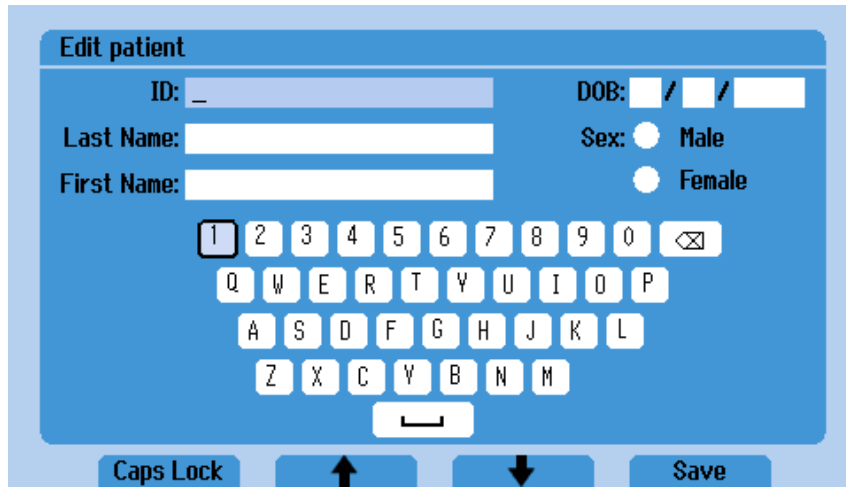 Edit patient
ID: _ DOB: / /
Last Name: Sex: Male
First Name: Female
1 2 3 4 5 6 7 8 9 0
Q W E R T Y U I O P
A S D F G H J K L
Z X C V B N M
Caps Lock Save